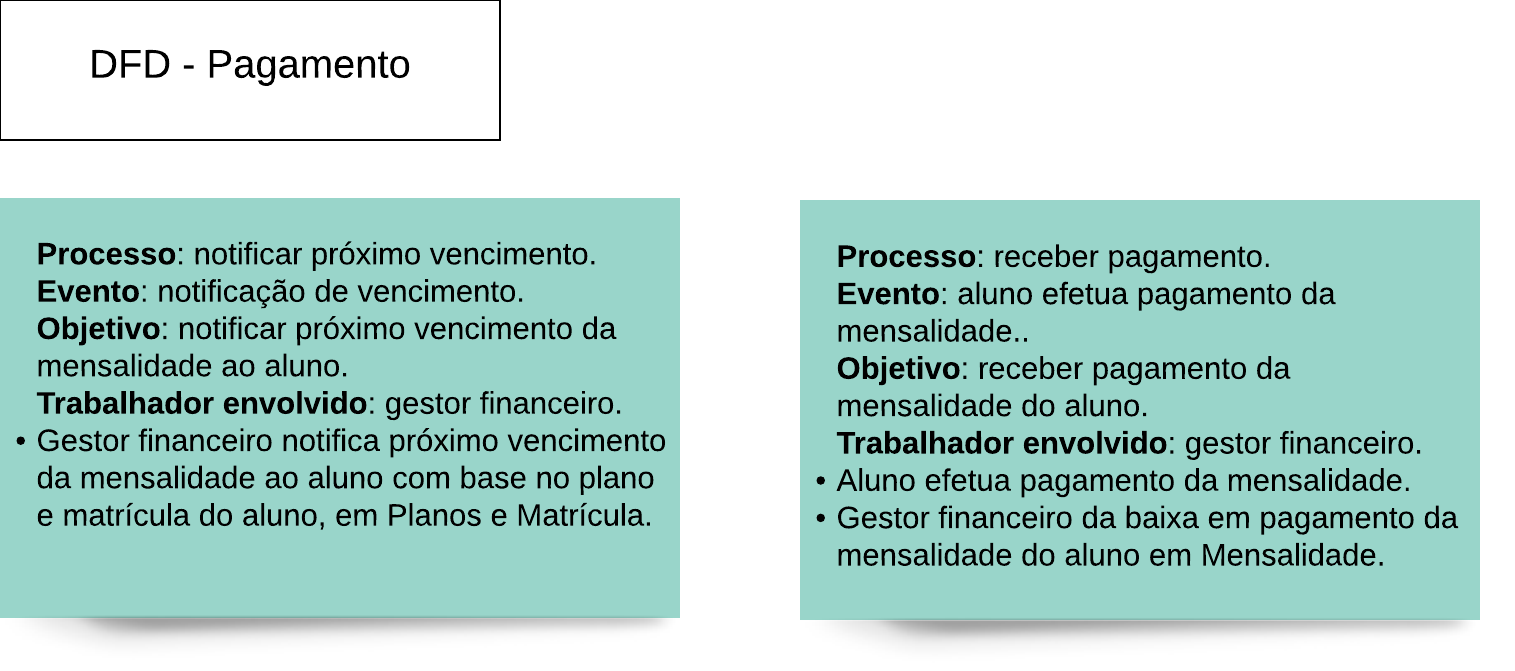 DFD - Pagamento
Processo: notificar próximo vencimento.
Evento: notificação de vencimento.
Objetivo: notificar próximo vencimento da
mensalidade ao aluno.
Trabalhador envolvido: gestor financeiro.
• Gestor financeiro notifica próximo vencimento
da mensalidade ao aluno com base no plano
e matrícula do aluno, em Planos e Matrícula.
Processo: receber pagamento.
Evento: aluno efetua pagamento da
mensalidade..
Objetivo: receber pagamento da
mensalidade do aluno.
Trabalhador envolvido: gestor financeiro.
• Aluno efetua pagamento da mensalidade.
• Gestor financeiro da baixa em pagamento da
mensalidade do aluno em Mensalidade.